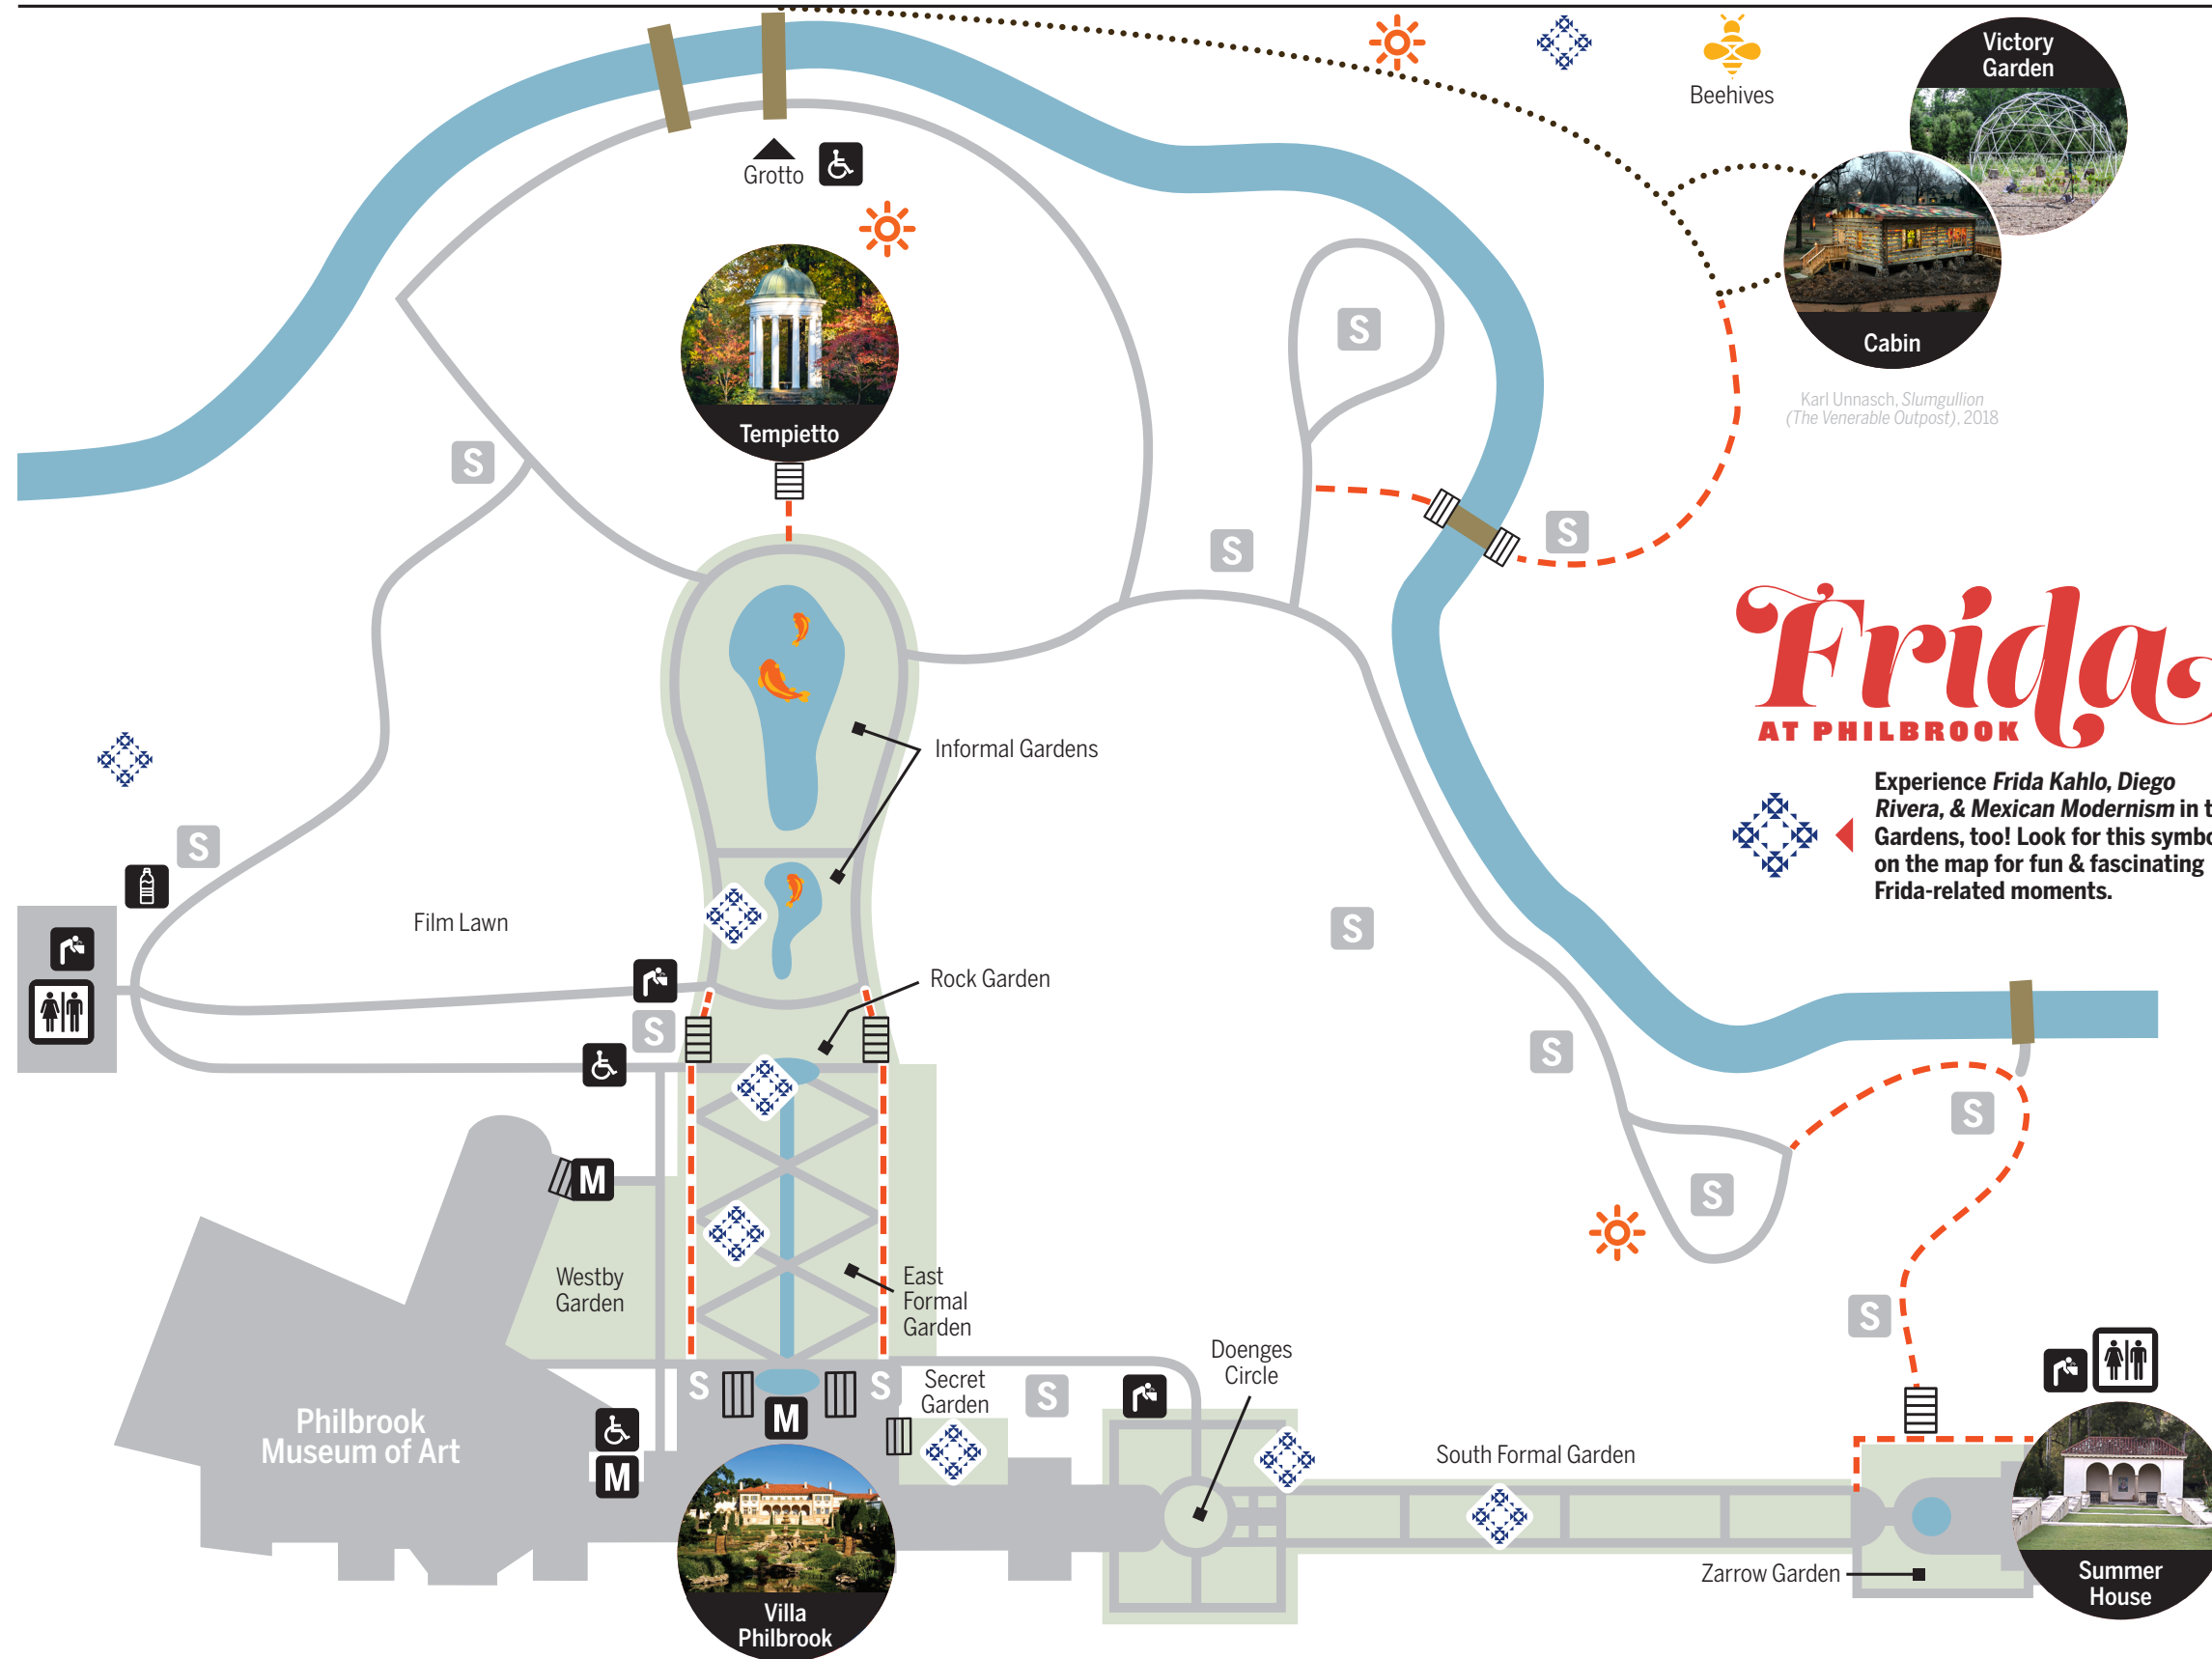 Victory
Garden
Beehives
Grotto
Cabin
Karl Unnasch, Slumgullion
(The Venerable Outpost), 2018
Tempietto
S
S
S
S
Frida
AT PHILBROOK
Experience Frida Kahlo, Diego
Rivera, & Mexican Modernism in
Gardens, too! Look for this
on the map for fun & fascinating
Frida-related moments.
Informal Gardens
S
Film Lawn
S
Rock Garden
S
S
S
M
S
Westby
Garden
East
Formal
Garden
S
Doenges
Circle
S
S
Secret
Garden
S
M
Philbrook
Museum of Art
M
South Formal Garden
Zarrow Garden
Summer
House
Villa
Philbrook